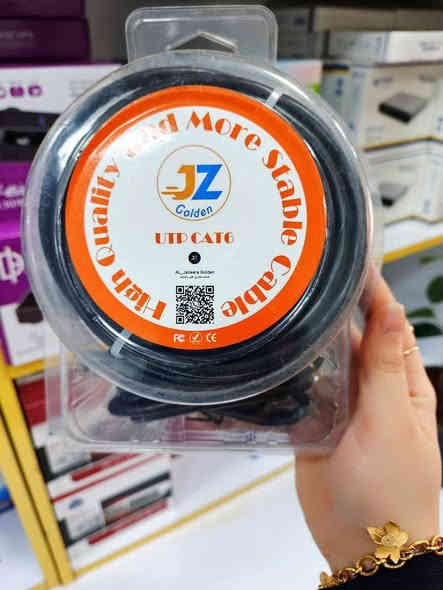 High Quality and More Stable Cable
JZ
Golden
UTP CAT6
AL_Jazeera Golden
FC CE